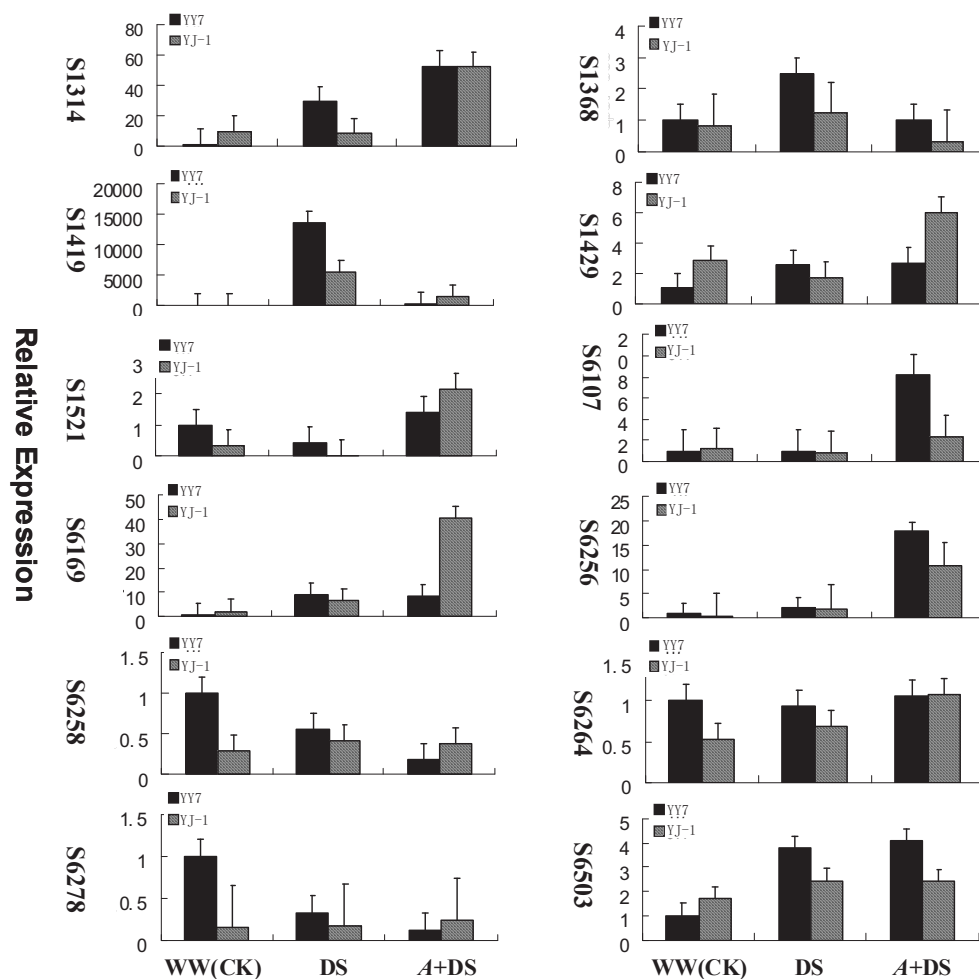 Relative Expression
S1314
YY7
YJ-1
80
60
40
20
0
S1368
YY7
YJ-1
4
3
2
1
0
S1419
YY7
YJ-1
20000
15000
10000
5000
0
S1429
YY7
YJ-1
8
6
4
2
0
S1521
YY7
YJ-1
3
2
1
0
S6107
YY7
YJ-1
2
0
8
6
4
2
0
S6169
YY7
YJ-1
50
40
30
20
10
0
S6256
YY7
YJ-1
25
20
15
10
5
0
S6258
YY7
YJ-1
1.5
1
0.5
0
S6264
YY7
YJ-1
1.5
1
0.5
0
S6278
YY7
YJ-1
1
0.5
0
S6503
YY7
YJ-1
5
4
3
2
1
0
WW(CK) DS A+DS
WW(CK) DS A+DS